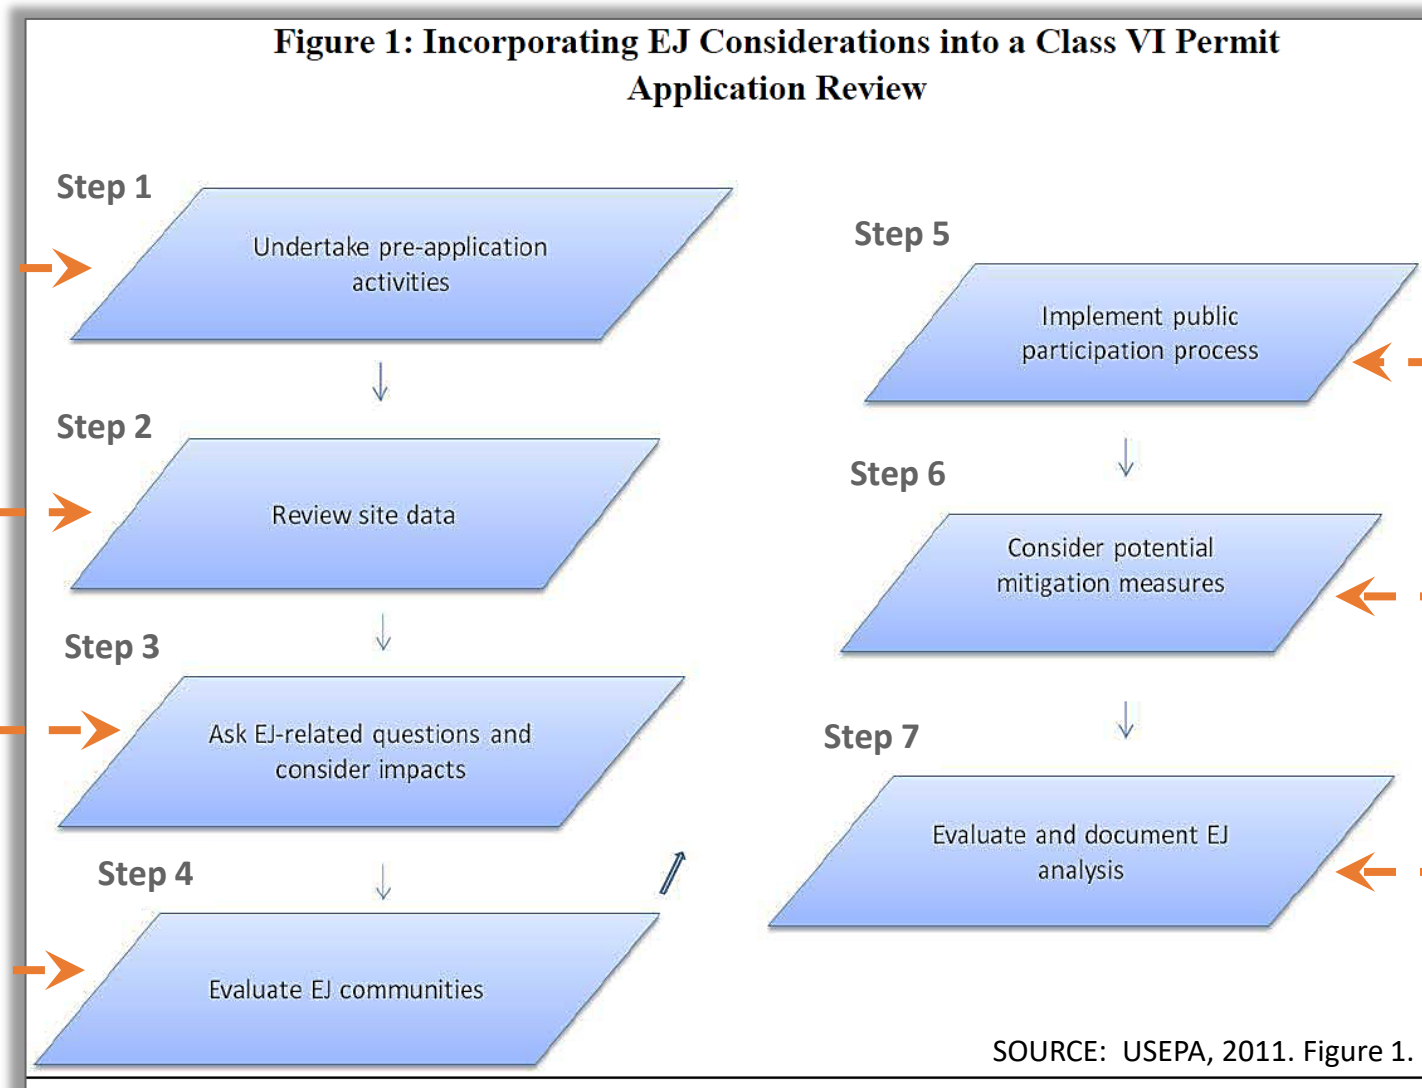 Figure 1: Incorporating EJ Considerations into a Class VI Permit
Application Review
Step 1
Undertake pre-application
activities
Step 2
Review site data
Step 3
Ask EJ-related questions and
consider impacts
Step 4
Evaluate EJ communities
Step 5
Implement public
participation process
Step 6
Consider potential
mitigation measures
Step 7
Evaluate and document EJ
analysis
SOURCE: USEPA, 2011. Figure 1.